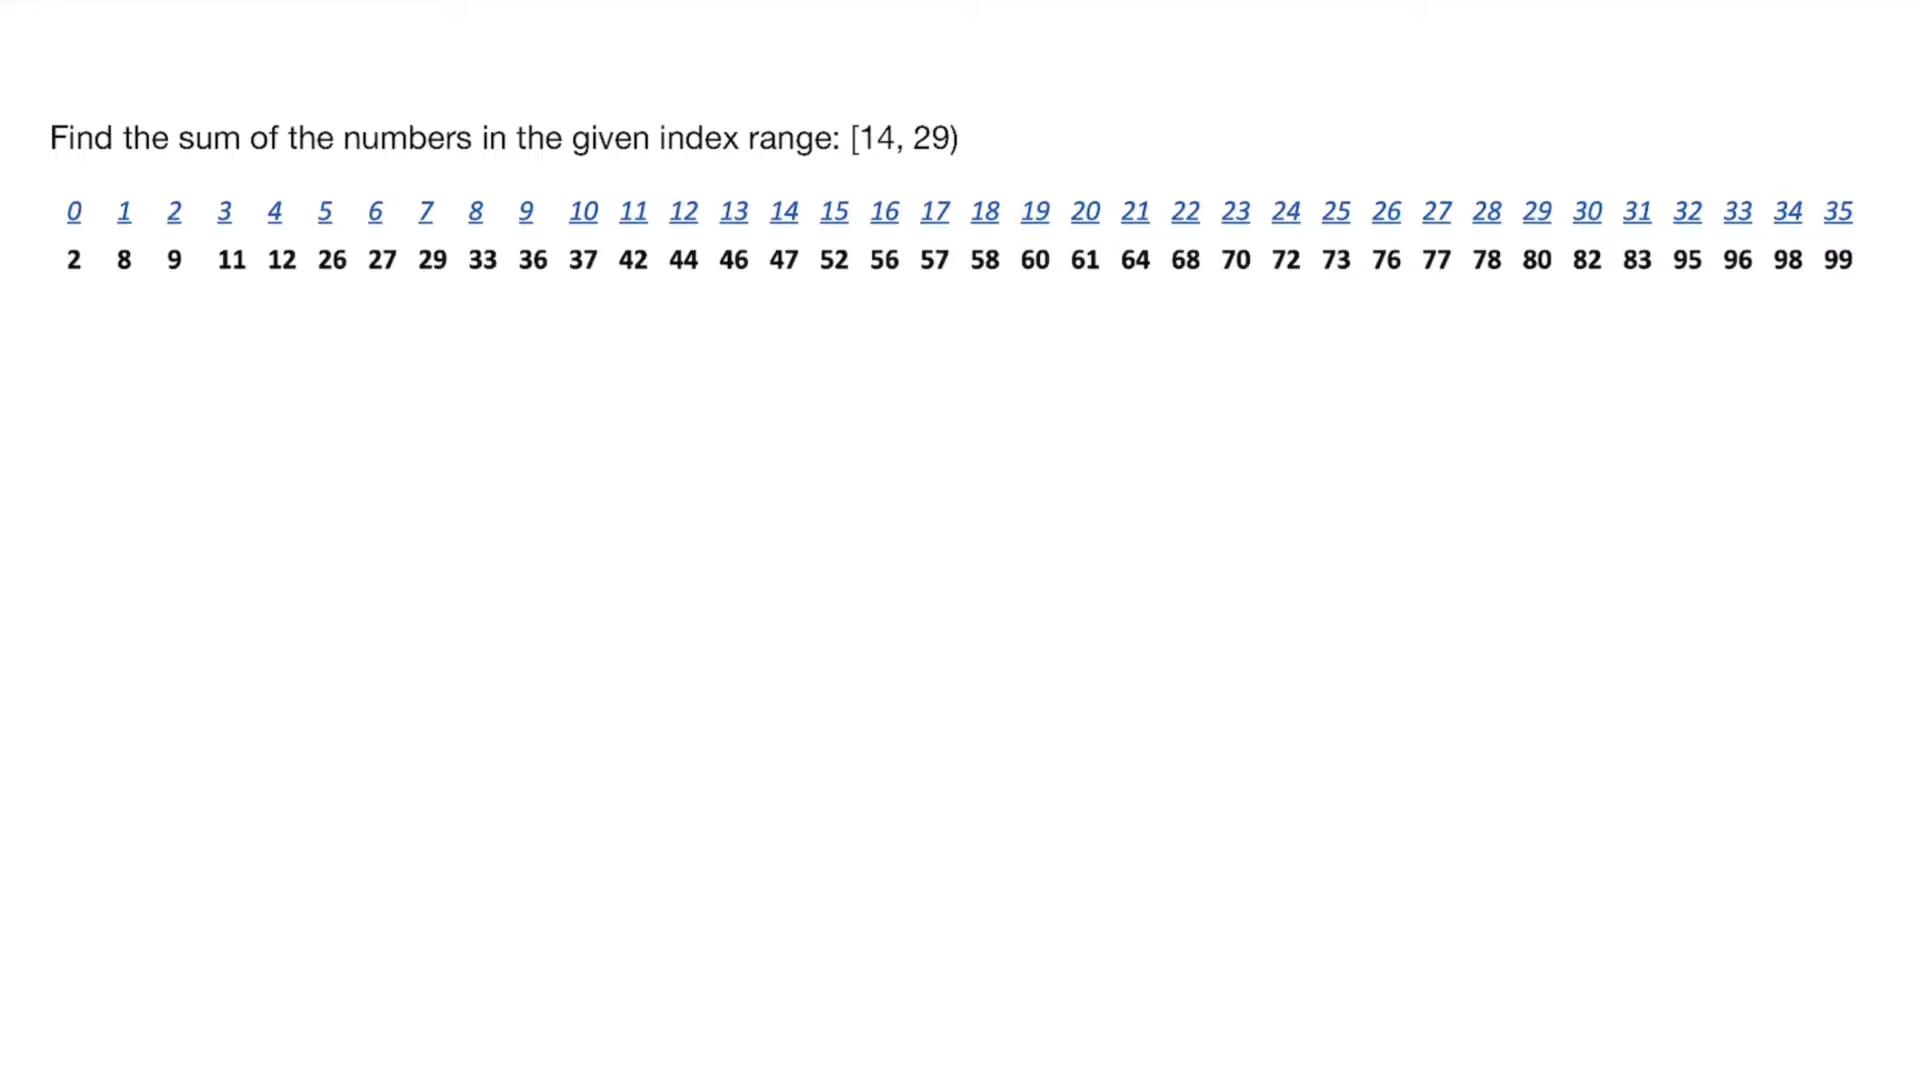 Find the sum of the numbers in the given index range: [14, 29)
0 1 2 3 4 5 6 7 8 9 10 11 12 13 14 15 16 17 18 19 20 21 22 23 24 25 26 27 28 29 30 31 32 33 34 35
2 8 9 11 12 26 27 29 33 36 37 42 44 46 47 52 56 57 58 60 61 64 68 70 72 73 76 77 78 80 82 83 95 96 98 99